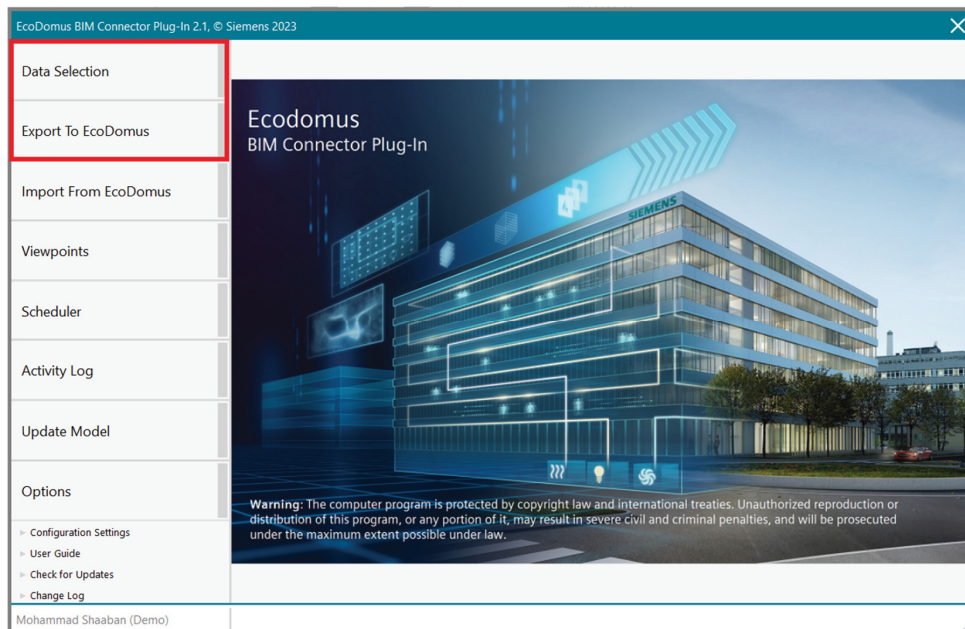 EcoDomus BIM Connector Plug-In 2.1, © Siemens 2023
Data Selection
Export To EcoDomus
Import From EcoDomus
Viewpoints
Scheduler
Activity Log
Update Model
Options
Configuration Settings
User Guide
Check for Updates
Change Log
Mohammad Shaaban (Demo)
Ecodomus
BIM Connector Plug-In
SIEMENS
Warning: The computer program is protected by copyright law and international treaties. Unauthorized reproduction or
distribution of this program, or any portion of it, may result in severe civil and criminal penalties, and will be prosecuted
under the maximum extent possible under law.